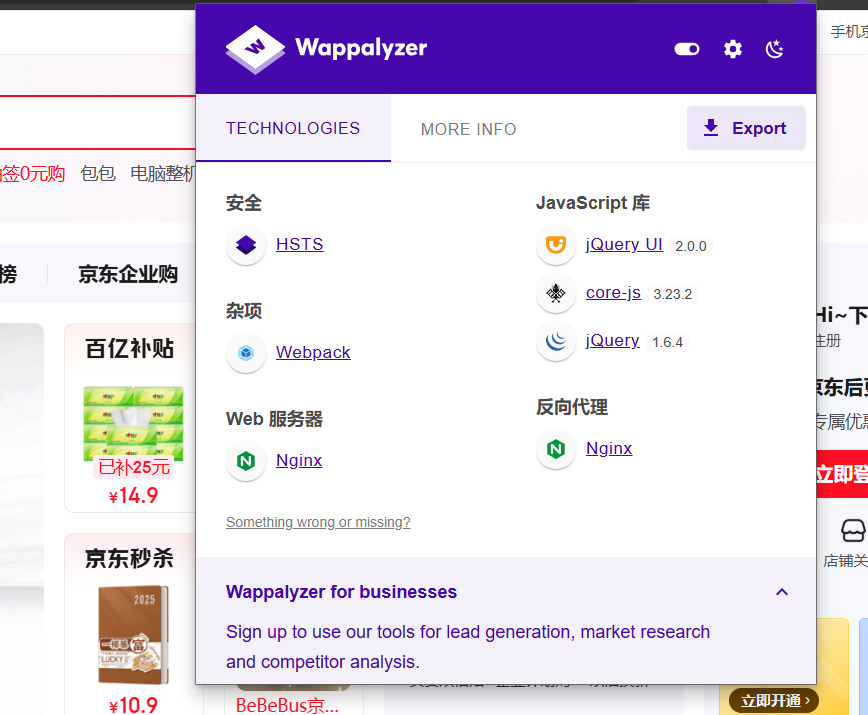 手机京
Wappalyzer
TECHNOLOGIES
MORE INFO
Export
签0元购 包包 电脑整机
安全
HSTS
杂项
Webpack
Web 服务器
Nginx
Something wrong or missing?
JavaScript 库
jQuery UI 2.0.0
core-js 3.23.2
jQuery 1.6.4
反向代理
Nginx
Wappalyzer for businesses
Sign up to use our tools for lead generation, market research
and competitor analysis.
榜
京东企业购
百亿补贴
已补25元
¥14.9
京东秒杀
2025
一樽暴富
LUCKY
¥10.9
BeBeBus京...
Hi~下
注册
京东后
专属优惠
立即登
店铺关
立即开通 ›